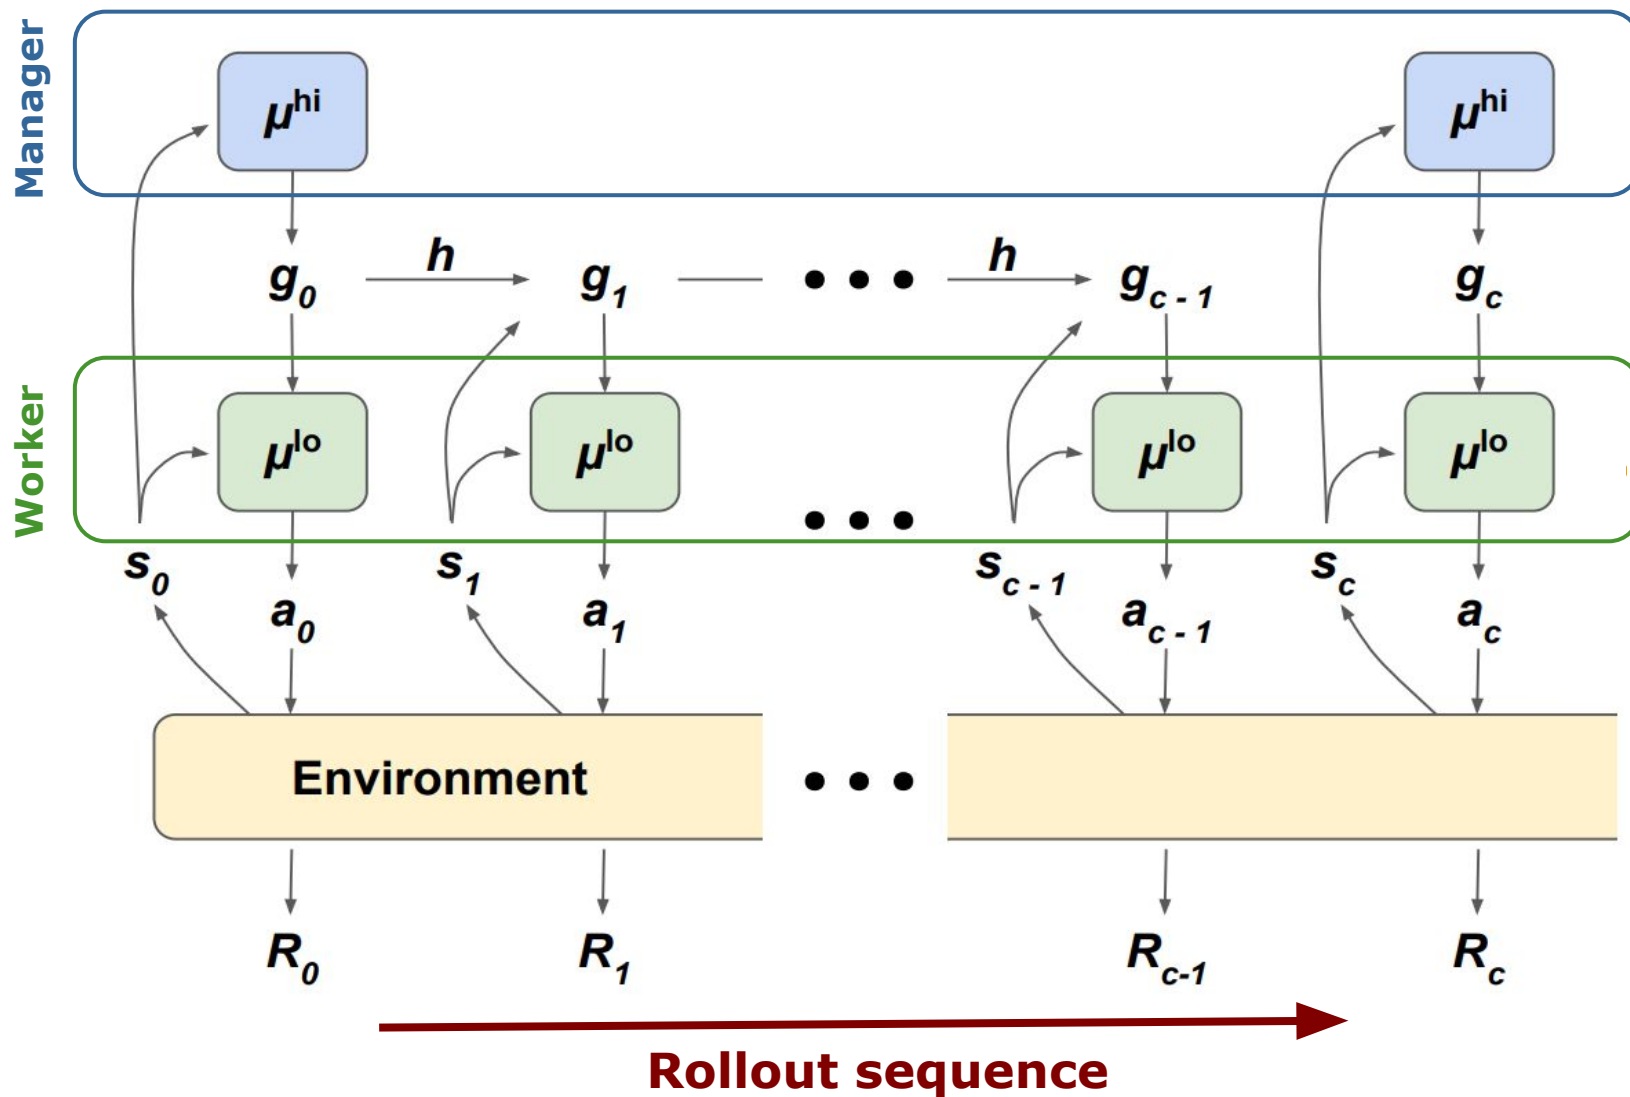 Manager
μhi μhi
h h
g0 g1 gc - 1 gc
Worker
μlo μlo μlo μlo
s0 s1 sc - 1 sc
a0 a1 ac - 1 ac
Environment
R0 R1 Rc-1 Rc
Rollout sequence